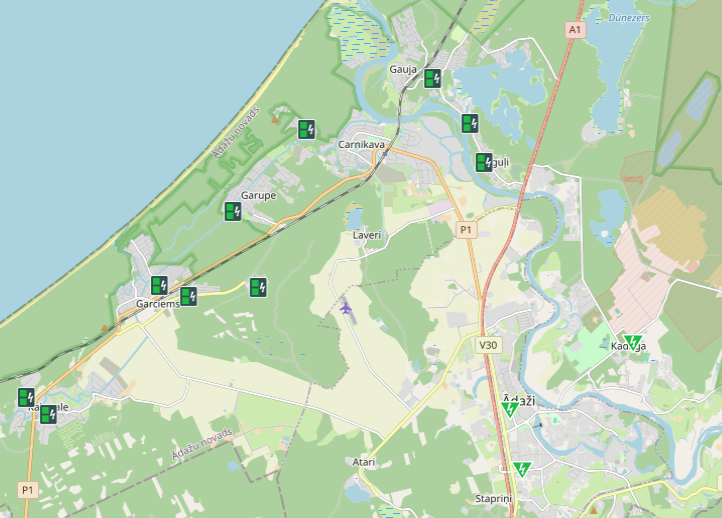 Dūņezers
A1
Gauja
Ādažu novads
Carnikava
Garupe
P1
Laveri
Garciems
V30
Kadaga
Ādaži
Ādažu novads
Atari
P1
Stapriņi